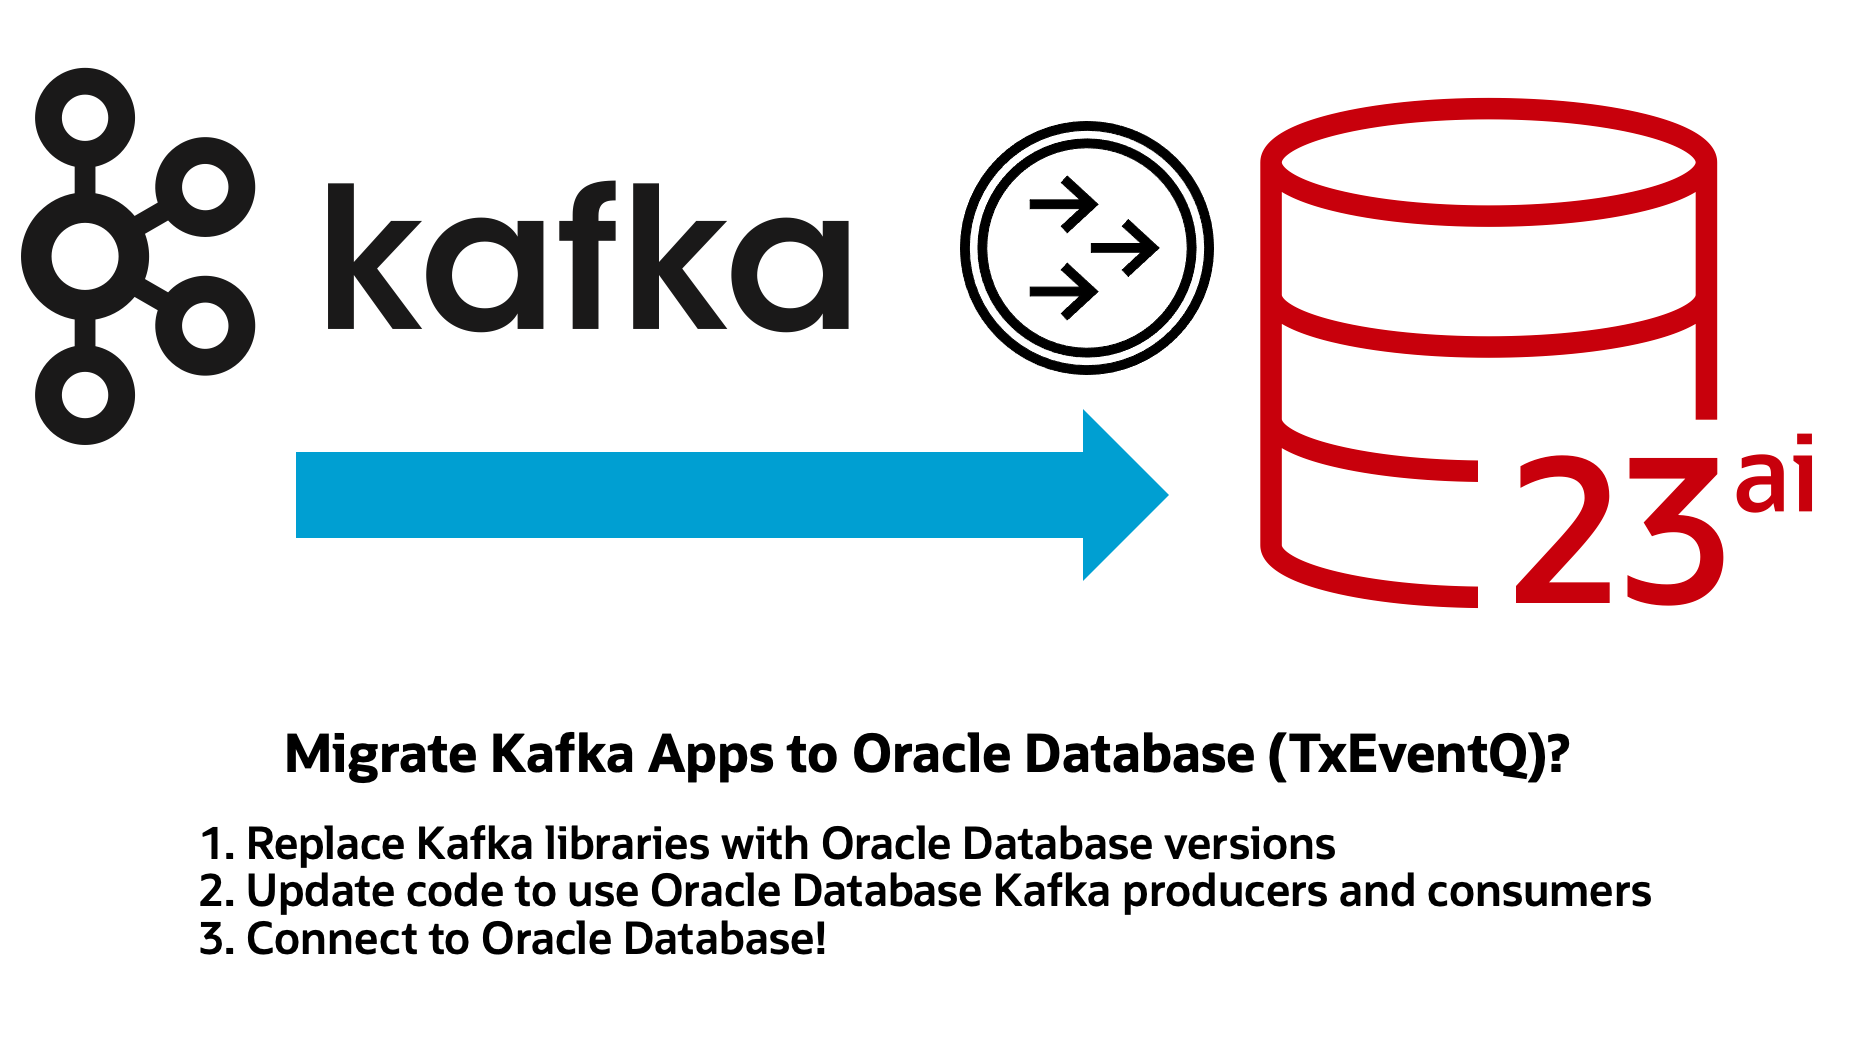 kafka
23ai
Migrate Kafka Apps to Oracle Database (TxEventQ)?
1. Replace Kafka libraries with Oracle Database versions
2. Update code to use Oracle Database Kafka producers and consumers
3. Connect to Oracle Database!